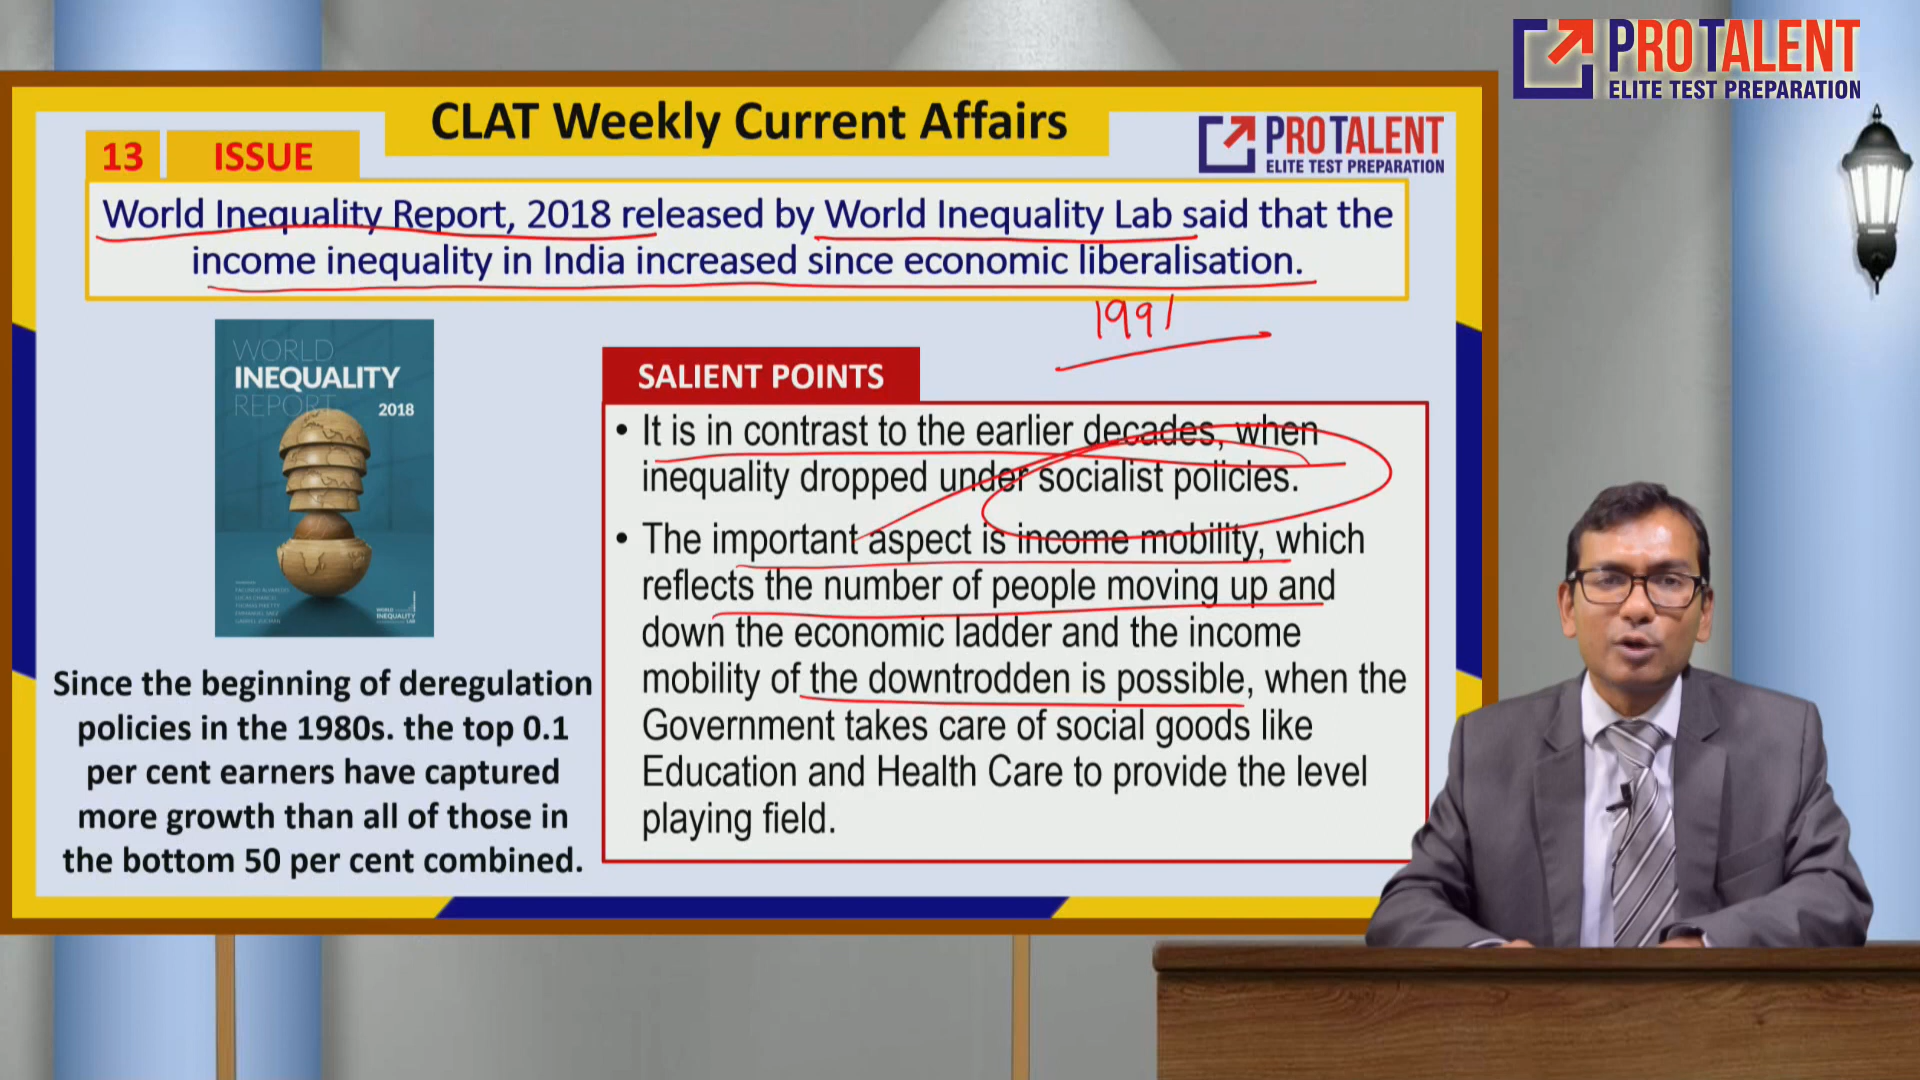 PROTALENT
ELITE TEST PREPARATION
CLAT Weekly Current Affairs
13
ISSUE
PROTALENT
ELITE TEST PREPARATION
World Inequality Report, 2018 released by World Inequality Lab said that the
income inequality in India increased since economic liberalisation.
1991
WORLD
INEQUALITY
REPORT
2018
WORLD
INEQUALITY
LAB
Since the beginning of deregulation
policies in the 1980s. the top 0.1
per cent earners have captured
more growth than all of those in
the bottom 50 per cent combined.
SALIENT POINTS
• It is in contrast to the earlier decades, when
inequality dropped under socialist policies.
• The important aspect is income mobility, which
reflects the number of people moving up and
down the economic ladder and the income
mobility of the downtrodden is possible, when the
Government takes care of social goods like
Education and Health Care to provide the level
playing field.